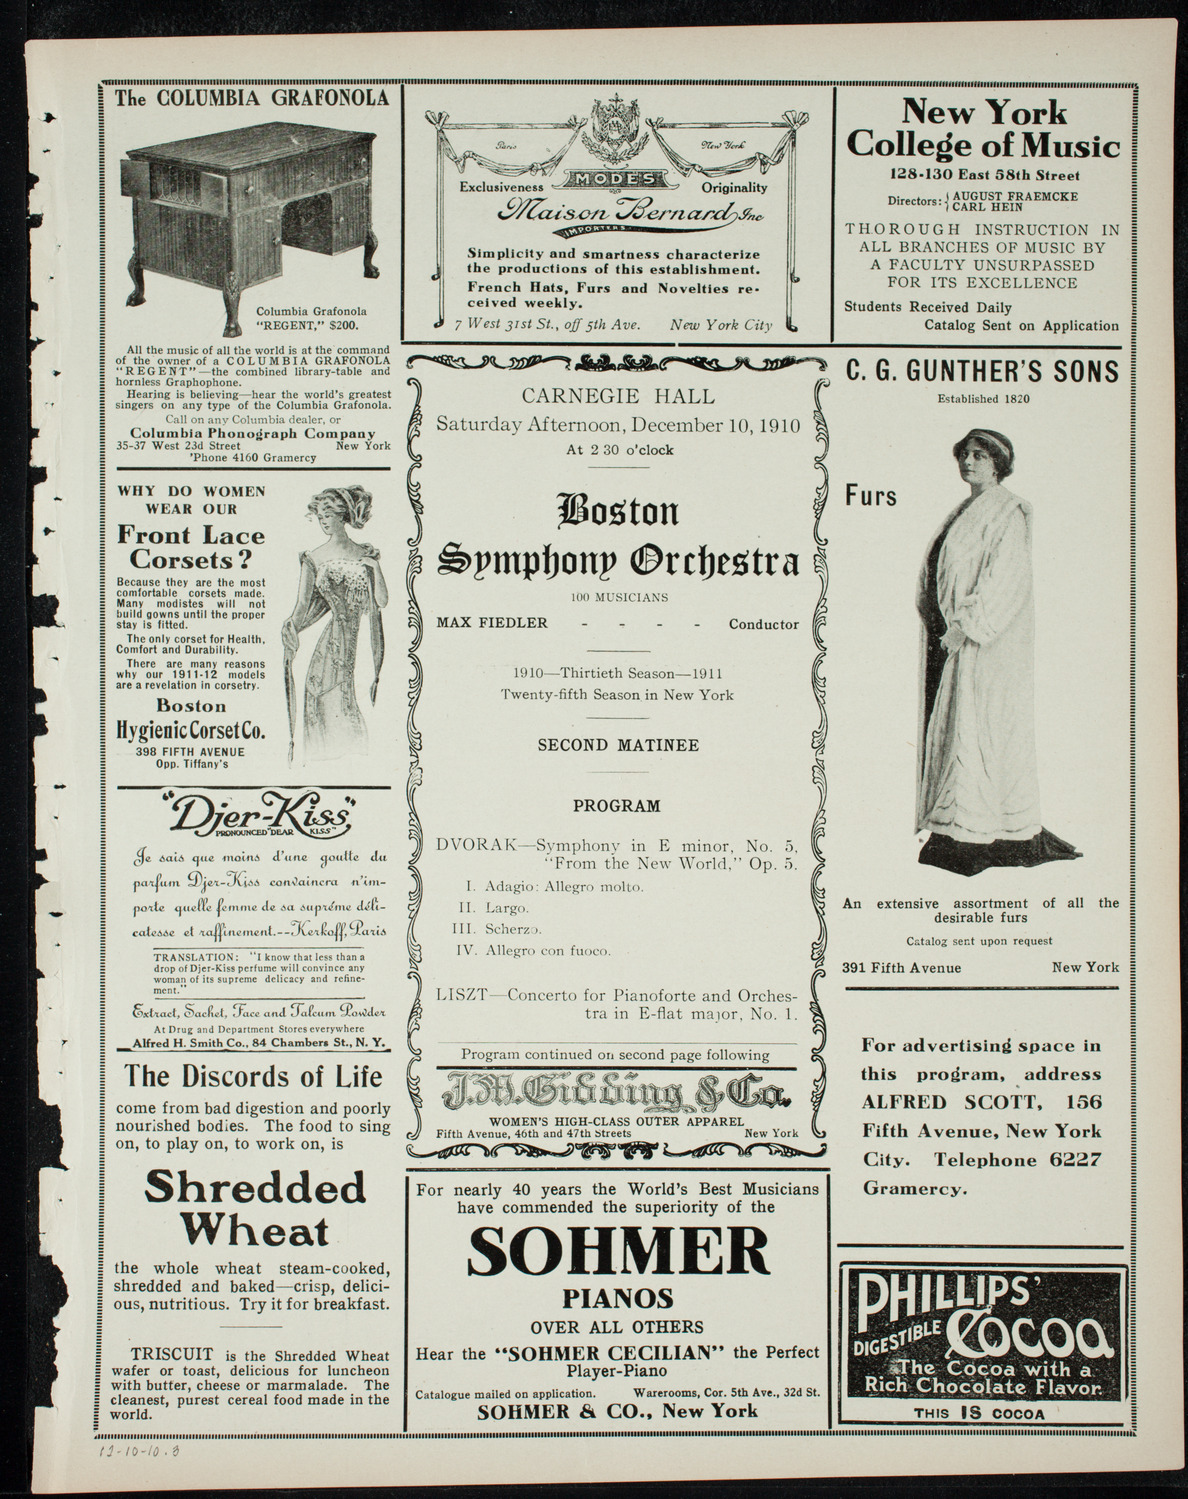 The COLUMBIA GRAFONOLA
Columbia Grafonola
"REGENT," $200.
All the music of all the world is at the command
of the owner of a COLUMBIA GRAFONOLA
"REGENT"—the combined library-table and
hornless Graphophone.
Hearing is believing—hear the world's greatest
singers on any type of the Columbia Grafonola.
Call on any Columbia dealer, or
Columbia Phonograph Company
35-37 West 23d Street New York
'Phone 4160 Gramercy
WHY DO WOMEN
WEAR OUR
Front Lace
Corsets?
Because they are the most
comfortable corsets made.
Many modistes will not
build gowns until the proper
stay is fitted.
The only corset for Health,
Comfort and Durability.
There are many reasons
why our 1911-12 models
are a revelation in corsetry.
Boston
Hygienic Corset Co.
398 FIFTH AVENUE
Opp. Tiffany's
"Djer-Kiss"
PRONOUNCED "DEAR KISS"
Je sais que moins d'une goutte du
parfum Djer-Kiss convaincra n'im-
porte quelle femme de sa suprême déli-
catesse et raffinement.--Kerkoff, Paris
TRANSLATION: "I know that less than a
drop of Djer-Kiss perfume will convince any
woman of its supreme delicacy and refine-
ment."
Extract, Sachet, Face and Talcum Powder
At Drug and Department Stores everywhere
Alfred H. Smith Co., 84 Chambers St., N. Y.
The Discords of Life
come from bad digestion and poorly
nourished bodies. The food to sing
on, to play on, to work on, is
Shredded
Wheat
the whole wheat steam-cooked,
shredded and baked—crisp, delici-
ous, nutritious. Try it for breakfast.
TRISCUIT is the Shredded Wheat
wafer or toast, delicious for luncheon
with butter, cheese or marmalade. The
cleanest, purest cereal food made in the
world.
Paris New York
MODES
Exclusiveness Originality
Maison Bernard Inc
IMPORTERS
Simplicity and smartness characterize
the productions of this establishment.
French Hats, Furs and Novelties re-
ceived weekly.
7 West 31st St., off 5th Ave. New York City
CARNEGIE HALL
Saturday Afternoon, December 10, 1910
At 2 30 o'clock
Boston
Symphony Orchestra
100 MUSICIANS
MAX FIEDLER - - - - Conductor
1910—Thirtieth Season—1911
Twenty-fifth Season in New York
SECOND MATINEE
PROGRAM
DVORAK—Symphony in E minor, No. 5,
"From the New World," Op. 5.
I. Adagio: Allegro molto.
II. Largo.
III. Scherzo.
IV. Allegro con fuoco.
LISZT—Concerto for Pianoforte and Orches-
tra in E-flat major, No. 1.
Program continued on second page following
J.M. Gidding & Co.
WOMEN'S HIGH-CLASS OUTER APPAREL
Fifth Avenue, 46th and 47th Streets New York
For nearly 40 years the World's Best Musicians
have commended the superiority of the
SOHMER
PIANOS
OVER ALL OTHERS
Hear the "SOHMER CECILIAN" the Perfect
Player-Piano
Catalogue mailed on application. Warerooms, Cor. 5th Ave., 32d St.
SOHMER & CO., New York
New York
College of Music
128-130 East 58th Street
Directors: { AUGUST FRAEMCKE
CARL HEIN
THOROUGH INSTRUCTION IN
ALL BRANCHES OF MUSIC BY
A FACULTY UNSURPASSED
FOR ITS EXCELLENCE
Students Received Daily
Catalog Sent on Application
C. G. GUNTHER'S SONS
Established 1820
Furs
An extensive assortment of all the
desirable furs
Catalog sent upon request
391 Fifth Avenue New York
For advertising space in
this program, address
ALFRED SCOTT, 156
Fifth Avenue, New York
City. Telephone 6227
Gramercy.
PHILLIPS'
DIGESTIBLE COCOA
The Cocoa with a
Rich Chocolate Flavor.
THIS IS COCOA
12-10-10.3